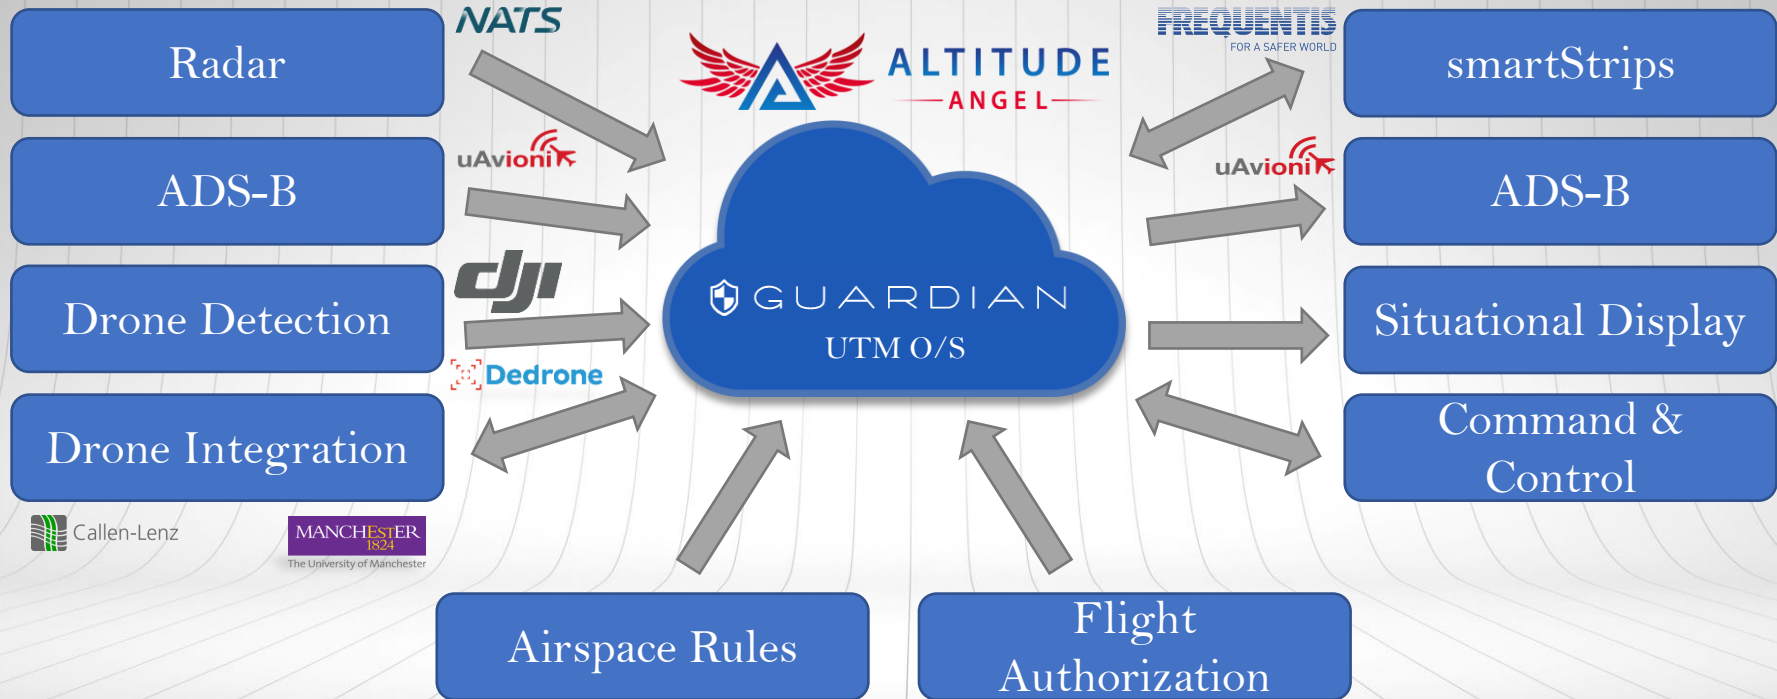 Radar
NATS
ALTITUDE
ANGEL
FREQUENTIS
FOR A SAFER WORLD
smartStrips
ADS-B
uAvionix
uAvionix
ADS-B
Drone Detection
dji
Dedrone
GUARDIAN
UTM O/S
Situational Display
Drone Integration
Command &
Control
Callen-Lenz
MANCHESTER
1824
The University of Manchester
Airspace Rules
Flight
Authorization